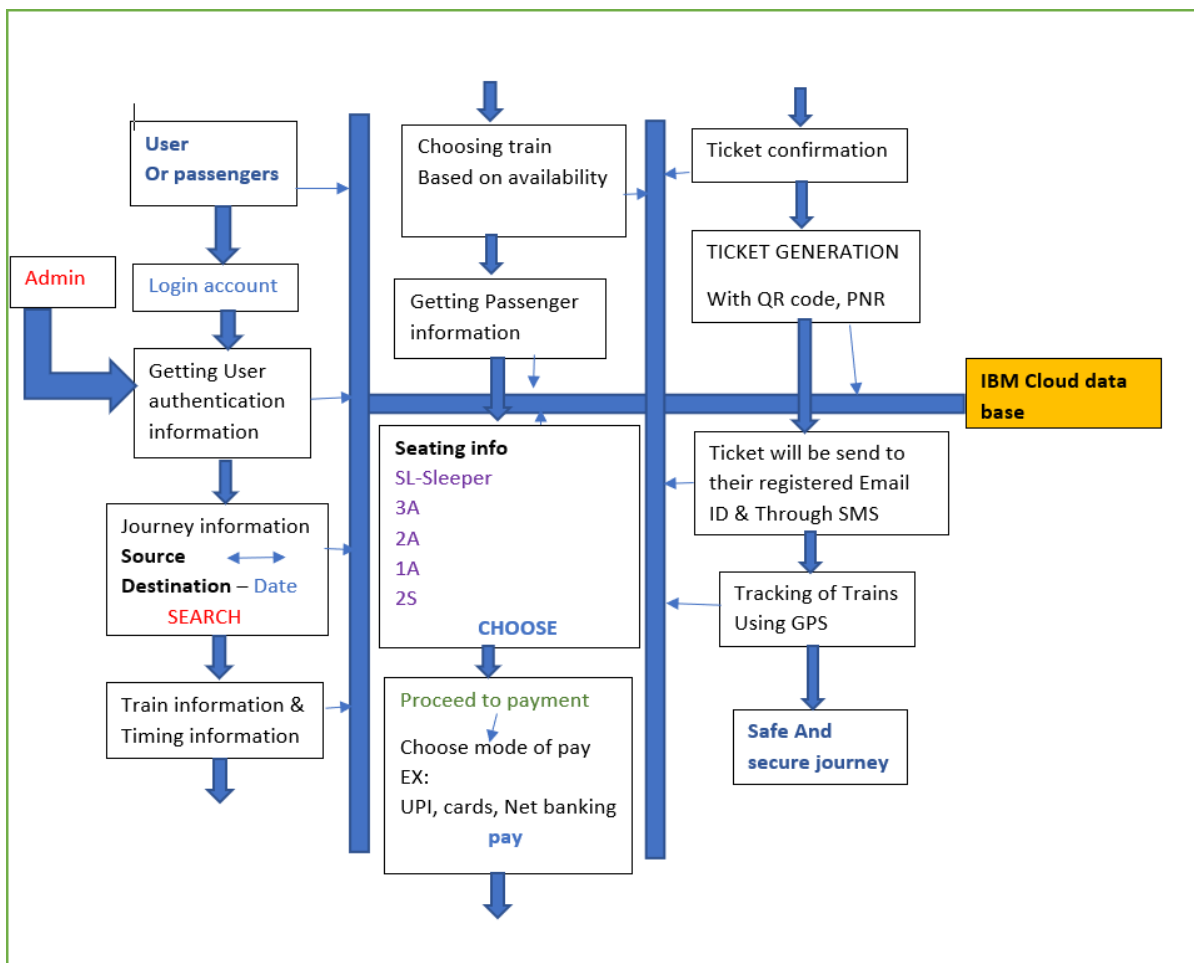 User
Or passengers
Admin
Login account
Getting User
authentication
information
Journey information
Source
Destination – Date
SEARCH
Train information &
Timing information
Choosing train
Based on availability
Getting Passenger
information
Seating info
SL-Sleeper
3A
2A
1A
2S
CHOOSE
Proceed to payment
Choose mode of pay
EX:
UPI, cards, Net banking
pay
Ticket confirmation
TICKET GENERATION
With QR code, PNR
IBM Cloud data
base
Ticket will be send to
their registered Email
ID & Through SMS
Tracking of Trains
Using GPS
Safe And
secure journey